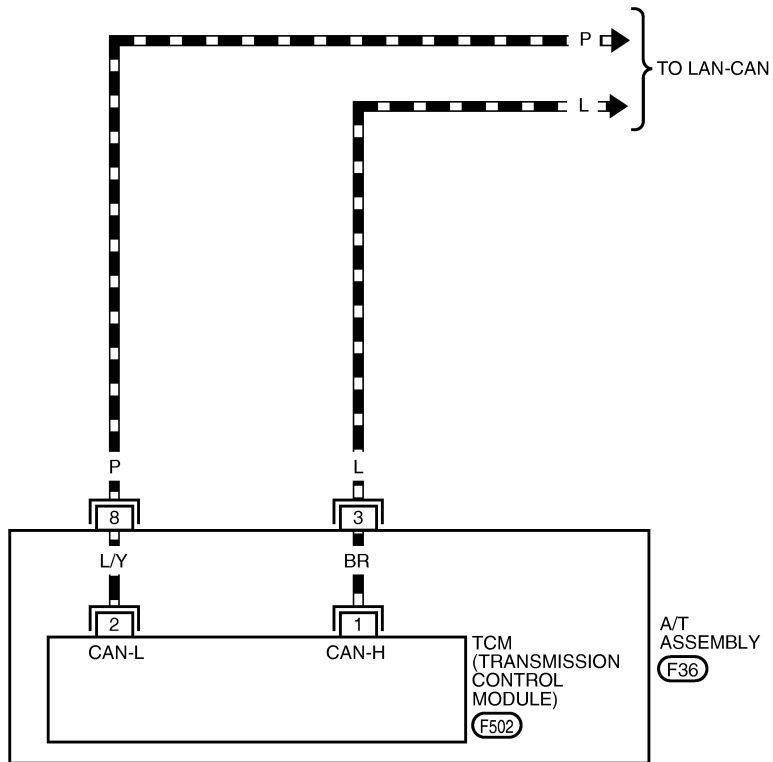 P
TO LAN-CAN
L
P
L
8
3
L/Y
BR
2
1
CAN-L
CAN-H
TCM
(TRANSMISSION
CONTROL
MODULE)
F502
A/T
ASSEMBLY
F36